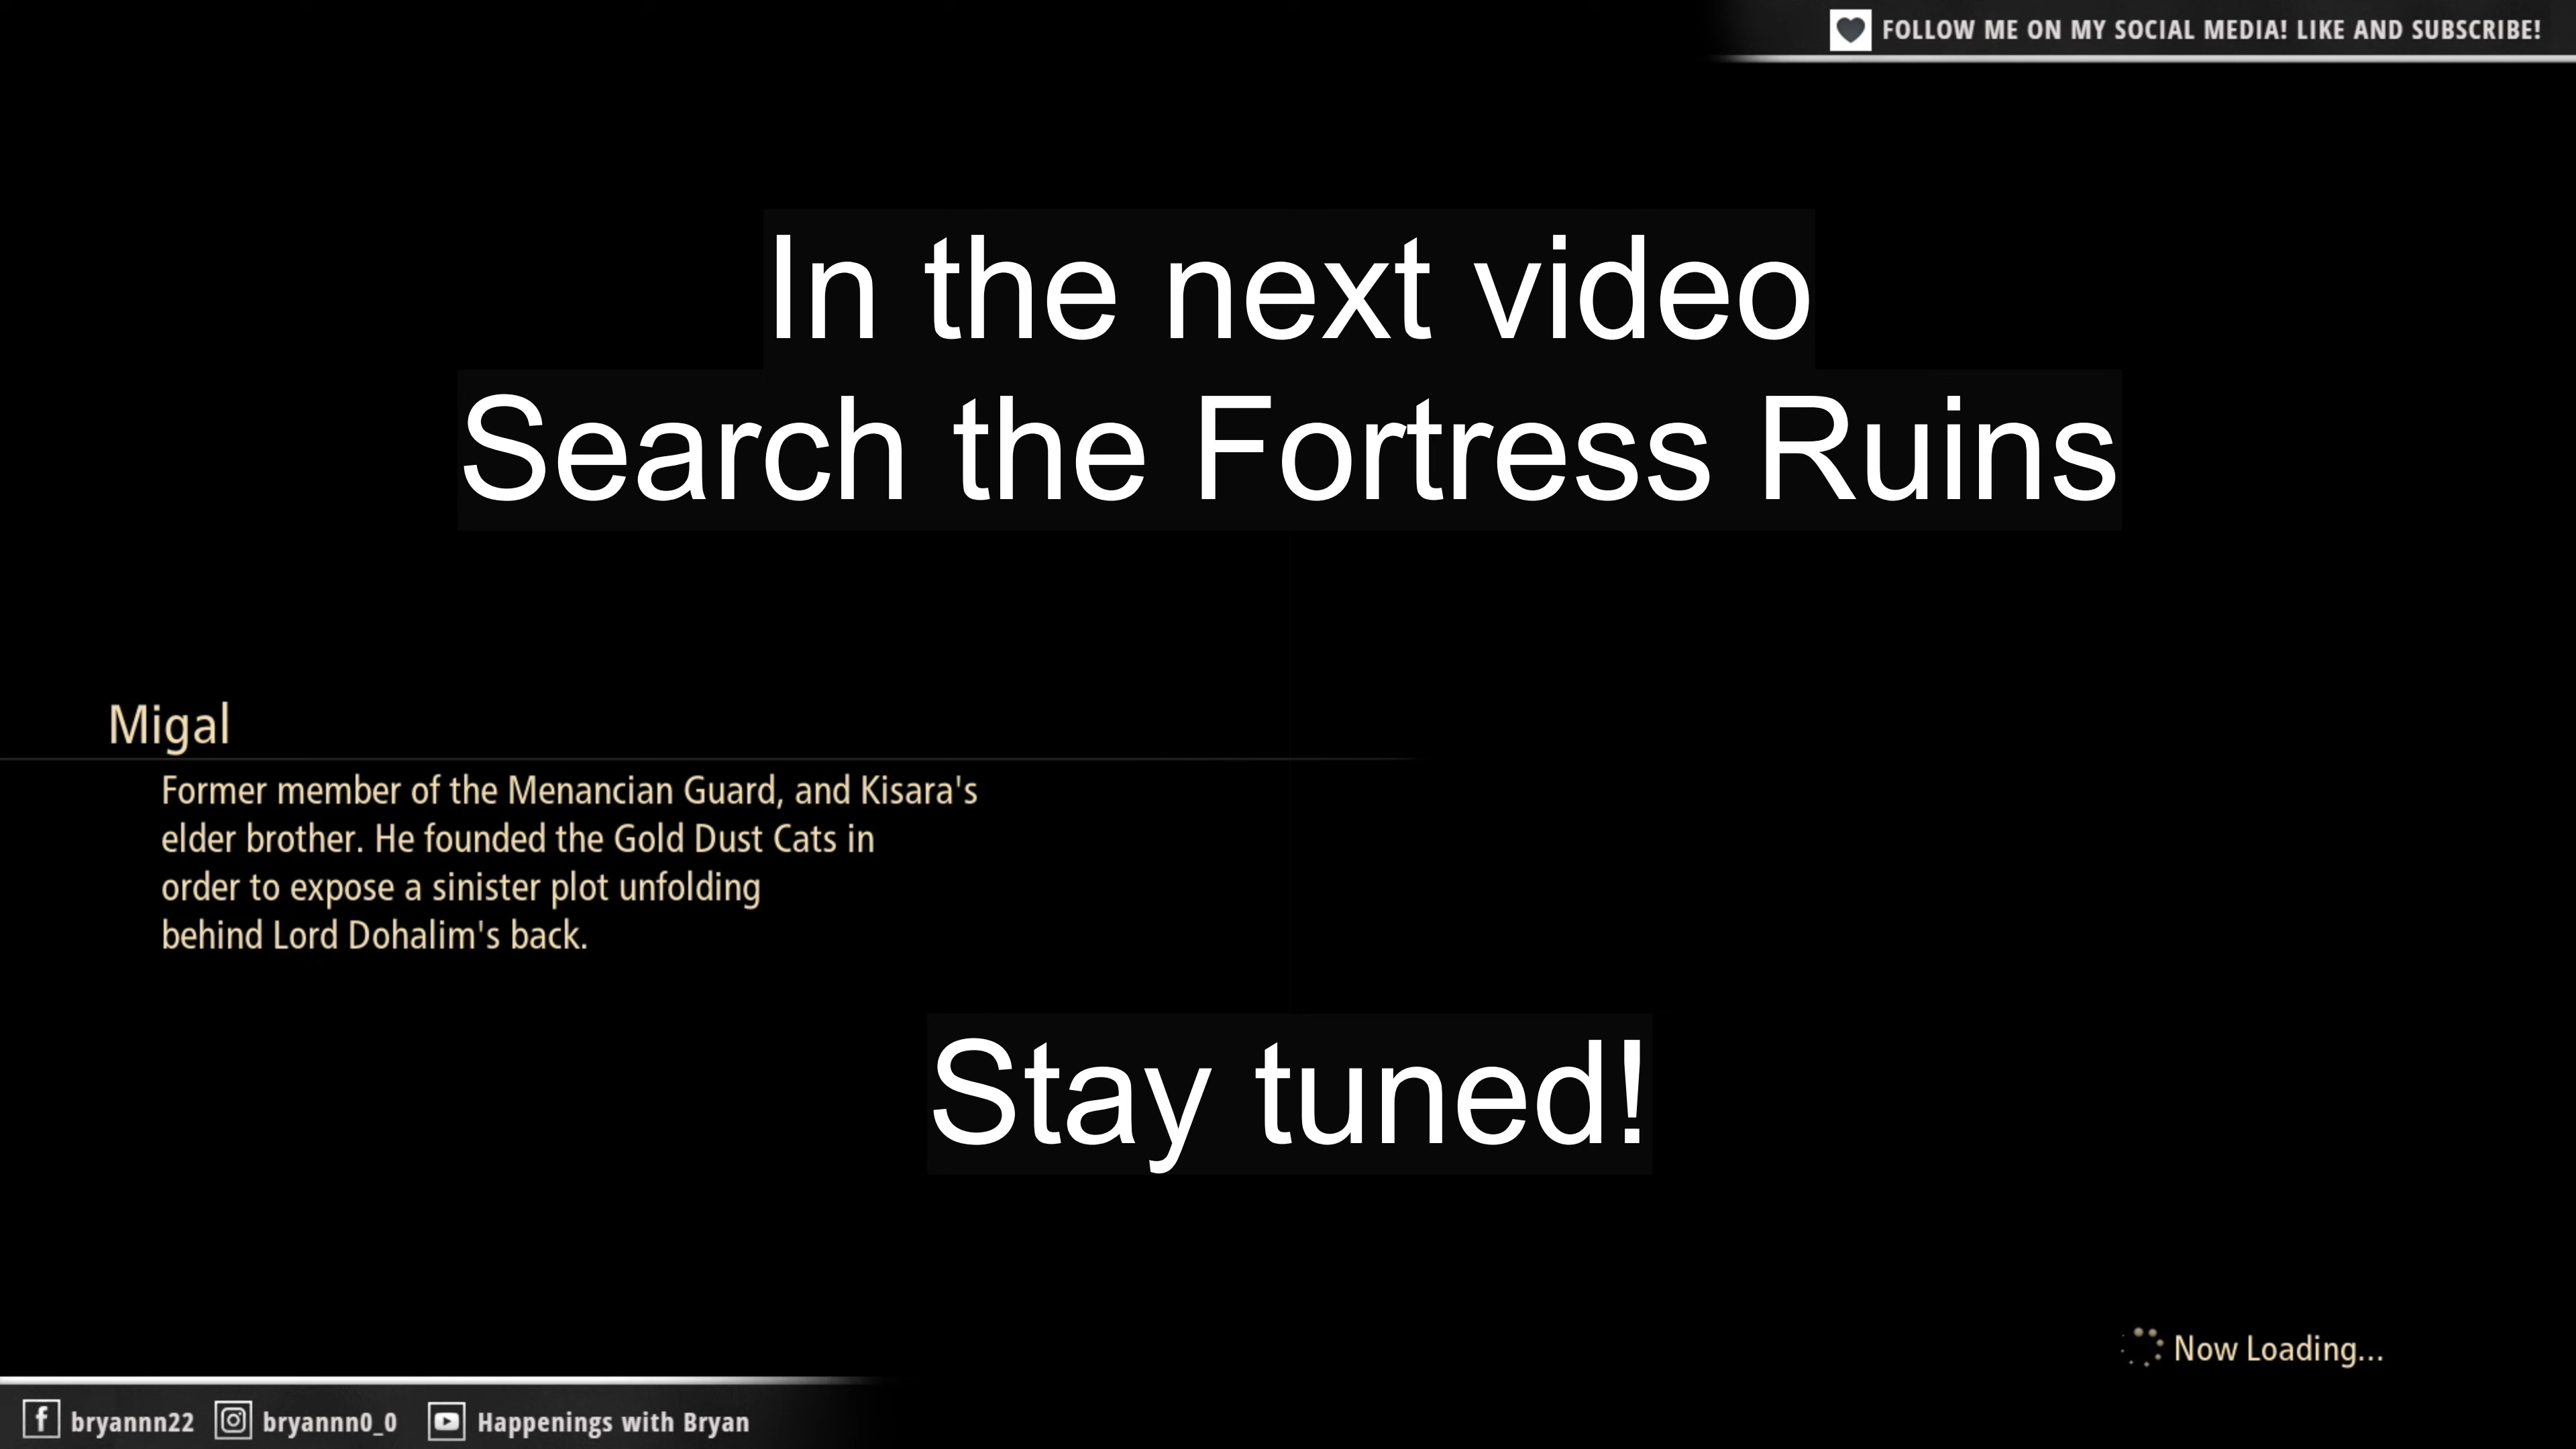 FOLLOW ME ON MY SOCIAL MEDIA! LIKE AND SUBSCRIBE!
In the next video
Search the Fortress Ruins
Migal
Former member of the Menancian Guard, and Kisara's
elder brother. He founded the Gold Dust Cats in
order to expose a sinister plot unfolding
behind Lord Dohalim's back.
Stay tuned!
Now Loading...
bryannn22 bryannn0_0 Happenings with Bryan